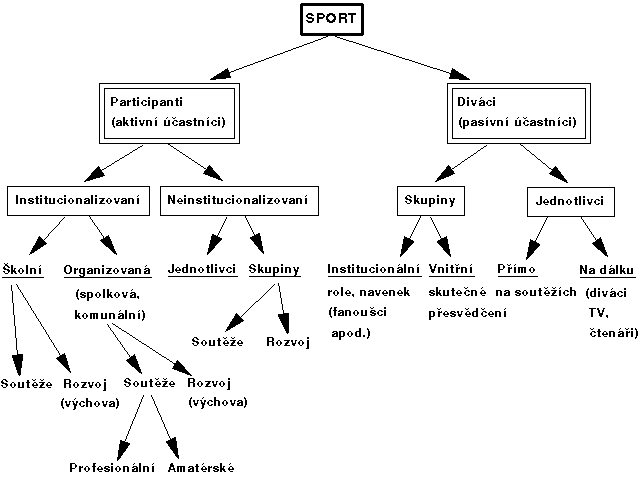 SPORT
Participanti
(aktivní účastníci)
Diváci
(pasívní účastníci)
Institucionalizovaní
Neinstitucionalizovaní
Skupiny
Jednotlivci
Školní
Organizovaná
(spolková,
komunální)
Jednotlivci
Skupiny
Institucionální
role, navenek
(fanoušci
apod.)
Vnitřní
skutečné
přesvědčení
Přímo
na soutěžích
Na dálku
(diváci
TV,
čtenáři)
Soutěže
Rozvoj
Soutěže
Rozvoj
(výchova)
Soutěže
Rozvoj
(výchova)
Profesionální
Amatérské